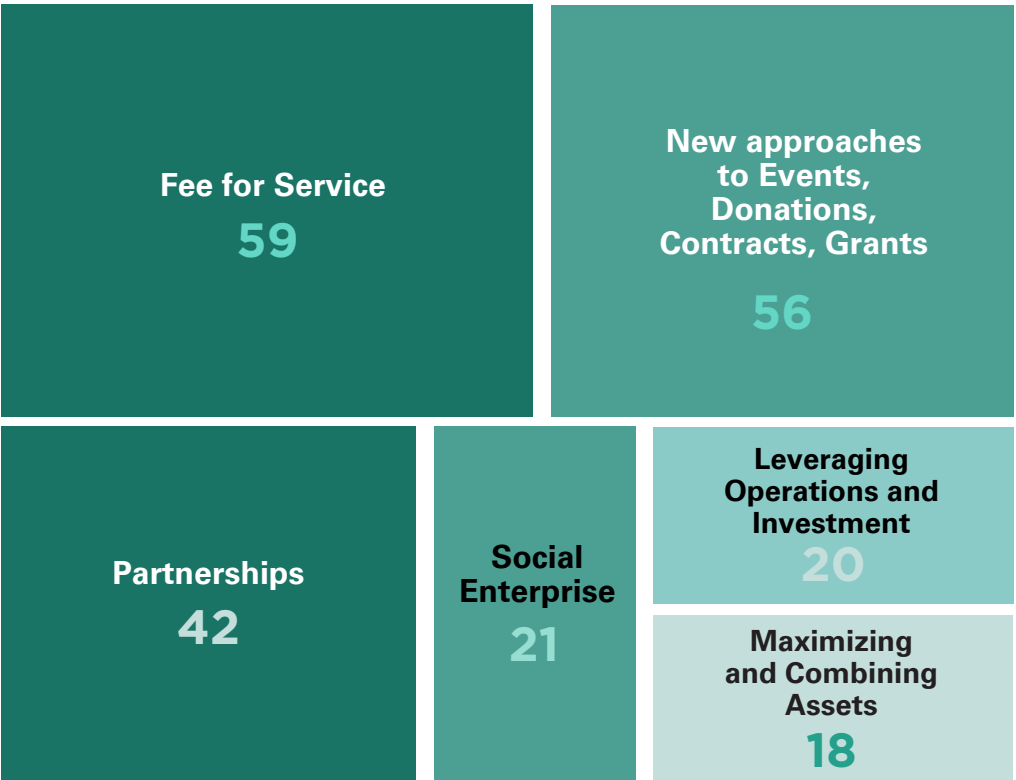 Fee for Service
59
New approaches
to Events,
Donations,
Contracts, Grants
56
Partnerships
42
Social
Enterprise
21
Leveraging
Operations and
Investment
20
Maximizing
and Combining
Assets
18